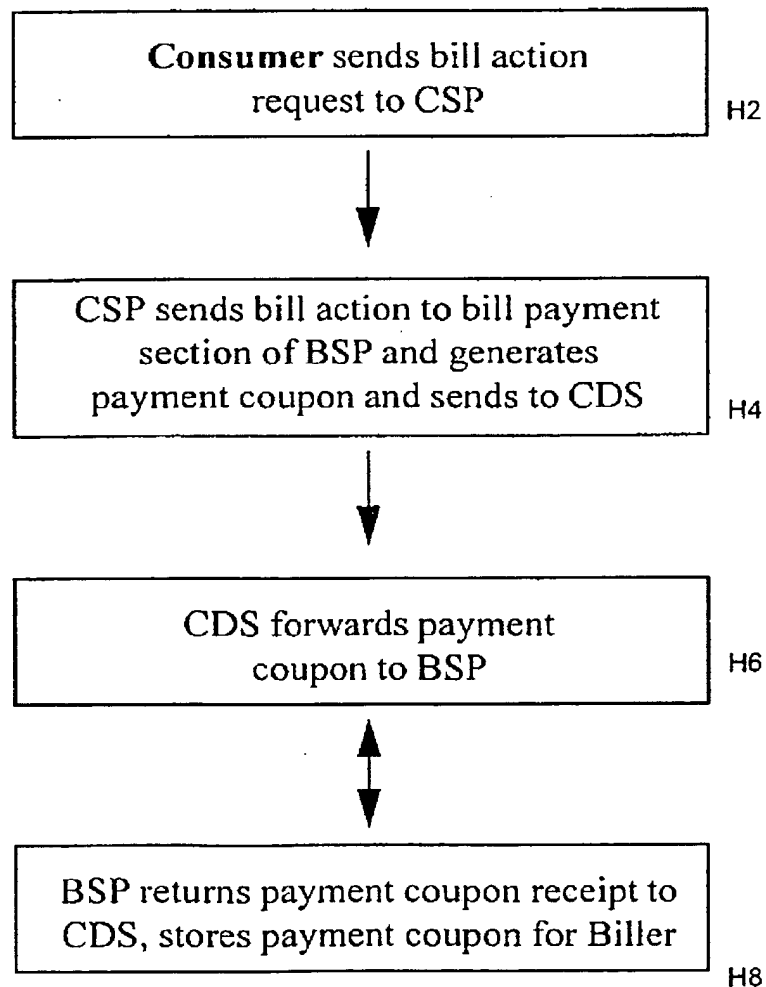 Consumer sends bill action
request to CSP
H2
CSP sends bill action to bill payment
section of BSP and generates
payment coupon and sends to CDS
H4
CDS forwards payment
coupon to BSP
H6
BSP returns payment coupon receipt to
CDS, stores payment coupon for Biller
H8